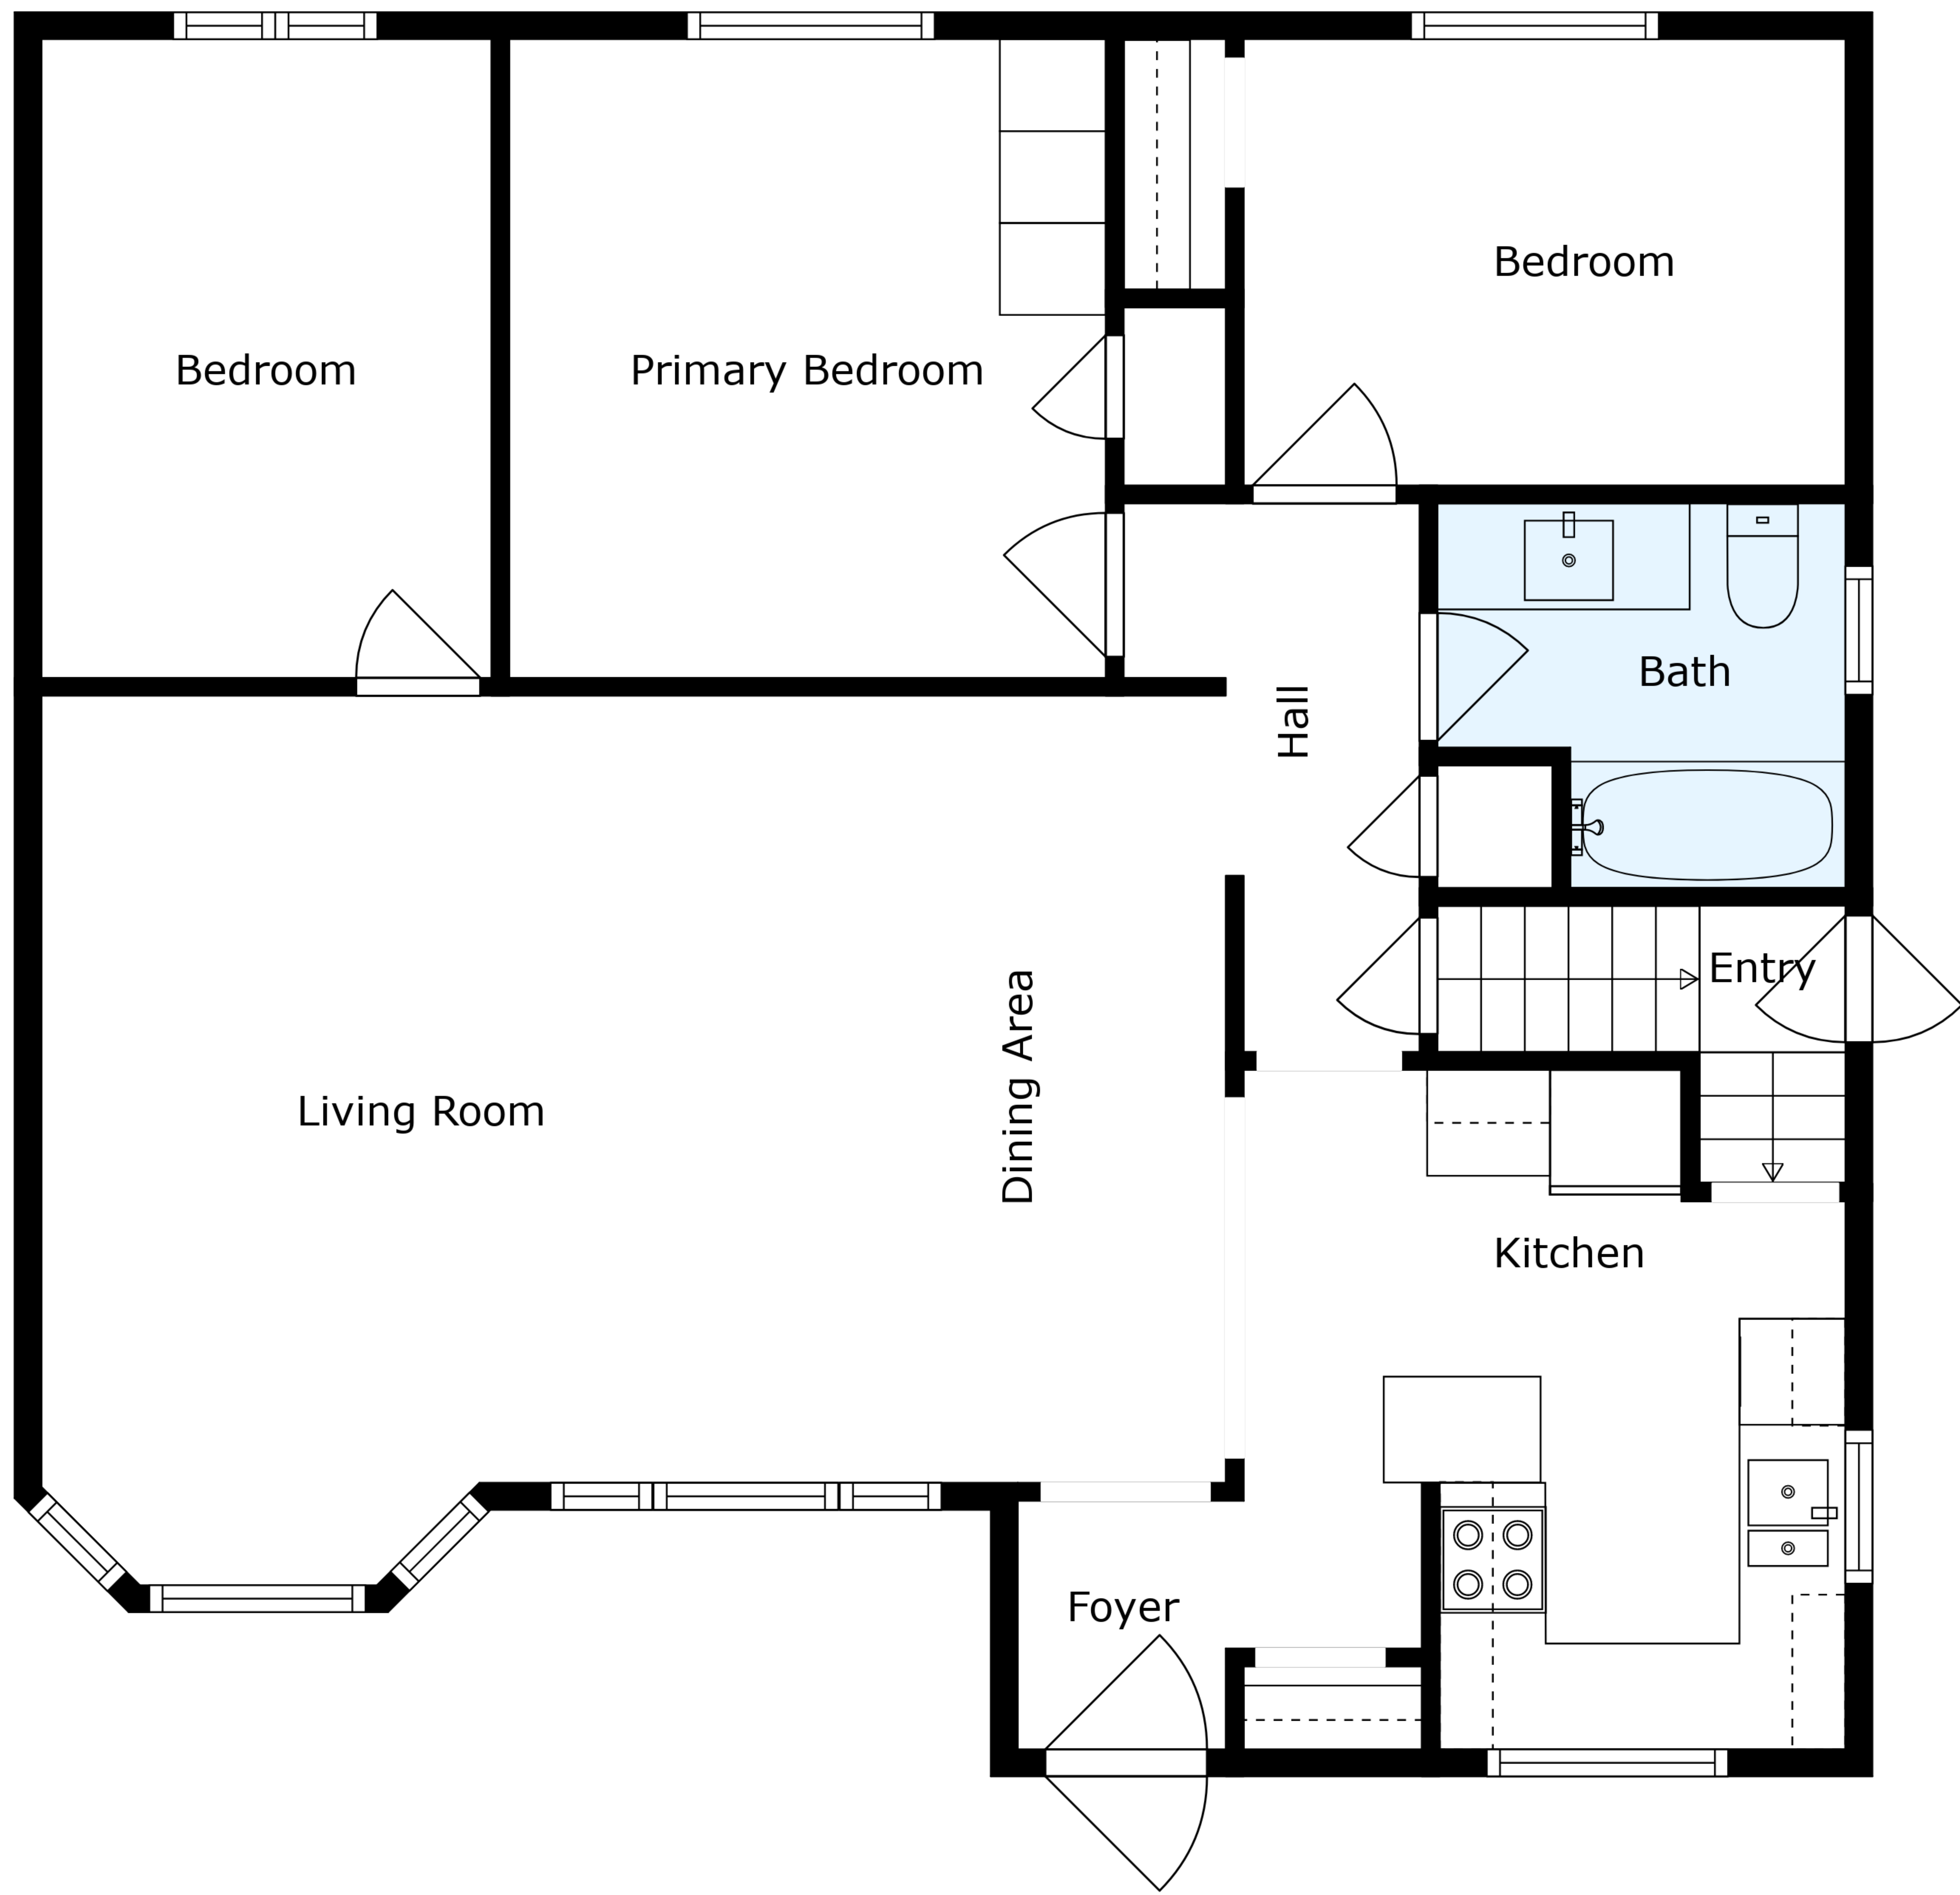 Bedroom
Bedroom
Primary Bedroom
Bath
Hall
Entry
Dining Area
Living Room
Kitchen
Foyer